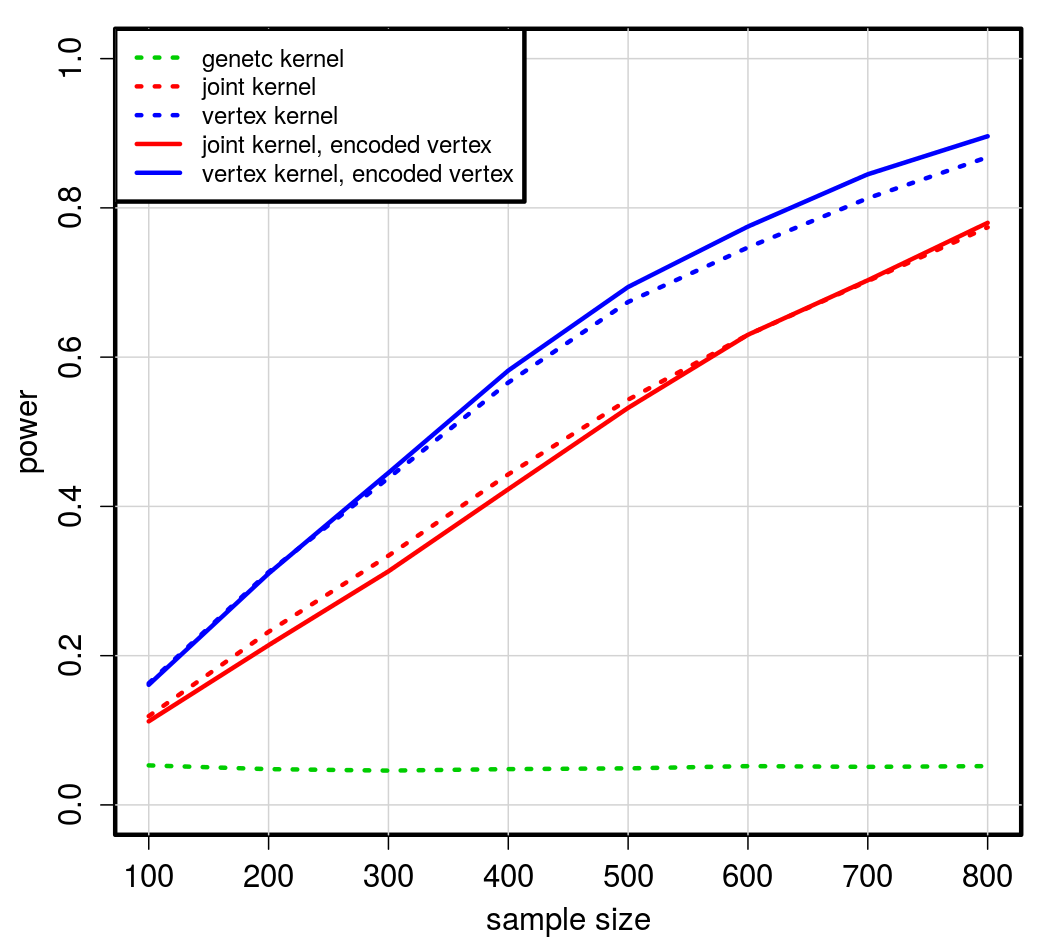 genetc kernel
joint kernel
vertex kernel
joint kernel, encoded vertex
vertex kernel, encoded vertex
1.0
0.8
0.6
0.4
0.2
0.0
power
100 200 300 400 500 600 700 800
sample size